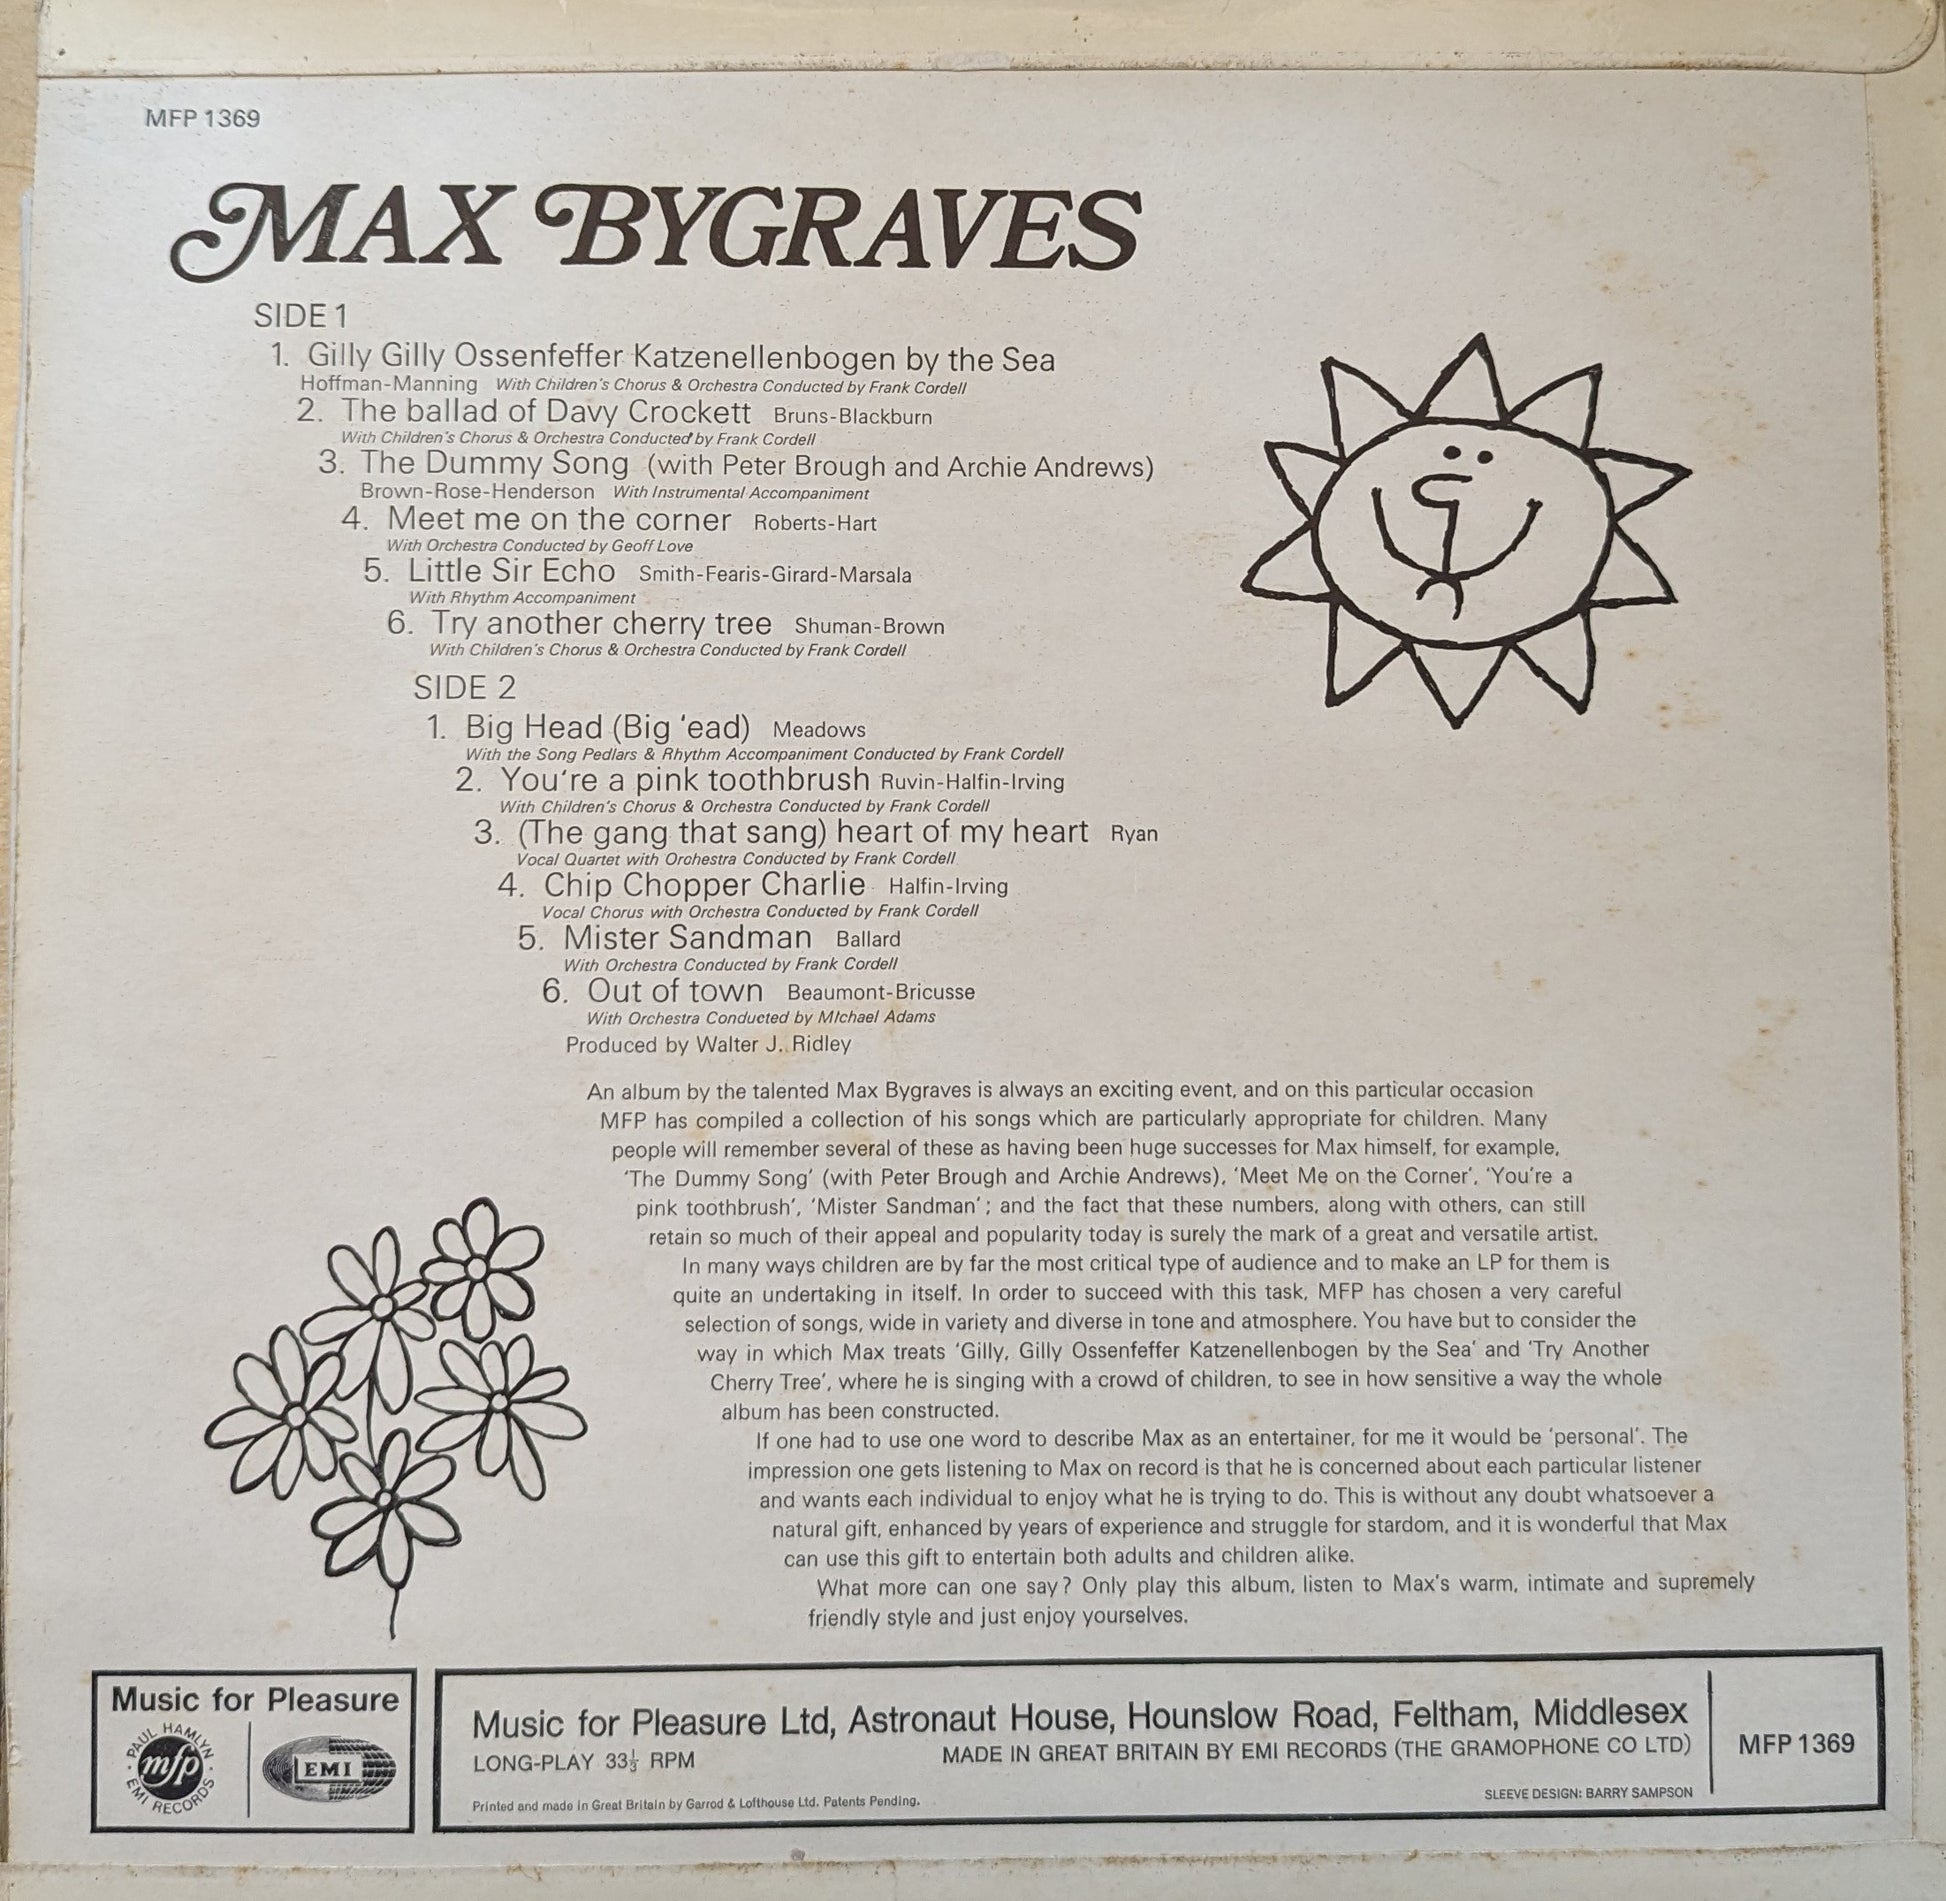 MFP 1369
MAX BYGRAVES
SIDE 1
1. Gilly Gilly Ossenfeffer Katzenellenbogen by the Sea
Hoffman-Manning With Children's Chorus & Orchestra Conducted by Frank Cordell
2. The ballad of Davy Crockett Bruns-Blackburn
With Children's Chorus & Orchestra Conducted by Frank Cordell
3. The Dummy Song (with Peter Brough and Archie Andrews)
Brown-Rose-Henderson With Instrumental Accompaniment
4. Meet me on the corner Roberts-Hart
With Orchestra Conducted by Geoff Love
5. Little Sir Echo Smith-Fearis-Girard-Marsala
With Rhythm Accompaniment
6. Try another cherry tree Shuman-Brown
With Children's Chorus & Orchestra Conducted by Frank Cordell
SIDE 2
1. Big Head (Big 'ead) Meadows
With the Song Pedlars & Rhythm Accompaniment Conducted by Frank Cordell
2. You're a pink toothbrush Ruvin-Halfin-Irving
With Children's Chorus & Orchestra Conducted by Frank Cordell
3. (The gang that sang) heart of my heart Ryan
Vocal Quartet with Orchestra Conducted by Frank Cordell
4. Chip Chopper Charlie Halfin-Irving
Vocal Chorus with Orchestra Conducted by Frank Cordell
5. Mister Sandman Ballard
With Orchestra Conducted by Frank Cordell
6. Out of town Beaumont-Bricusse
With Orchestra Conducted by MIchael Adams
Produced by Walter J. Ridley
An album by the talented Max Bygraves is always an exciting event, and on this particular occasion
MFP has compiled a collection of his songs which are particularly appropriate for children. Many
people will remember several of these as having been huge successes for Max himself, for example,
'The Dummy Song' (with Peter Brough and Archie Andrews), 'Meet Me on the Corner', 'You're a
pink toothbrush', 'Mister Sandman'; and the fact that these numbers, along with others, can still
retain so much of their appeal and popularity today is surely the mark of a great and versatile artist.
In many ways children are by far the most critical type of audience and to make an LP for them is
quite an undertaking in itself. In order to succeed with this task, MFP has chosen a very careful
selection of songs, wide in variety and diverse in tone and atmosphere. You have but to consider the
way in which Max treats 'Gilly, Gilly Ossenfeffer Katzenellenbogen by the Sea' and 'Try Another
Cherry Tree', where he is singing with a crowd of children, to see in how sensitive a way the whole
album has been constructed.
If one had to use one word to describe Max as an entertainer, for me it would be 'personal'. The
impression one gets listening to Max on record is that he is concerned about each particular listener
and wants each individual to enjoy what he is trying to do. This is without any doubt whatsoever a
natural gift, enhanced by years of experience and struggle for stardom, and it is wonderful that Max
can use this gift to entertain both adults and children alike.
What more can one say? Only play this album, listen to Max's warm, intimate and supremely
friendly style and just enjoy yourselves.
Music for Pleasure
PAUL HAMLYN
mfp
EMI RECORDS
EMI
Music for Pleasure Ltd, Astronaut House, Hounslow Road, Feltham, Middlesex
LONG-PLAY 33⅓ RPM
MADE IN GREAT BRITAIN BY EMI RECORDS (THE GRAMOPHONE CO LTD)
Printed and made in Great Britain by Garrod & Lofthouse Ltd. Patents Pending.
SLEEVE DESIGN: BARRY SAMPSON
MFP 1369